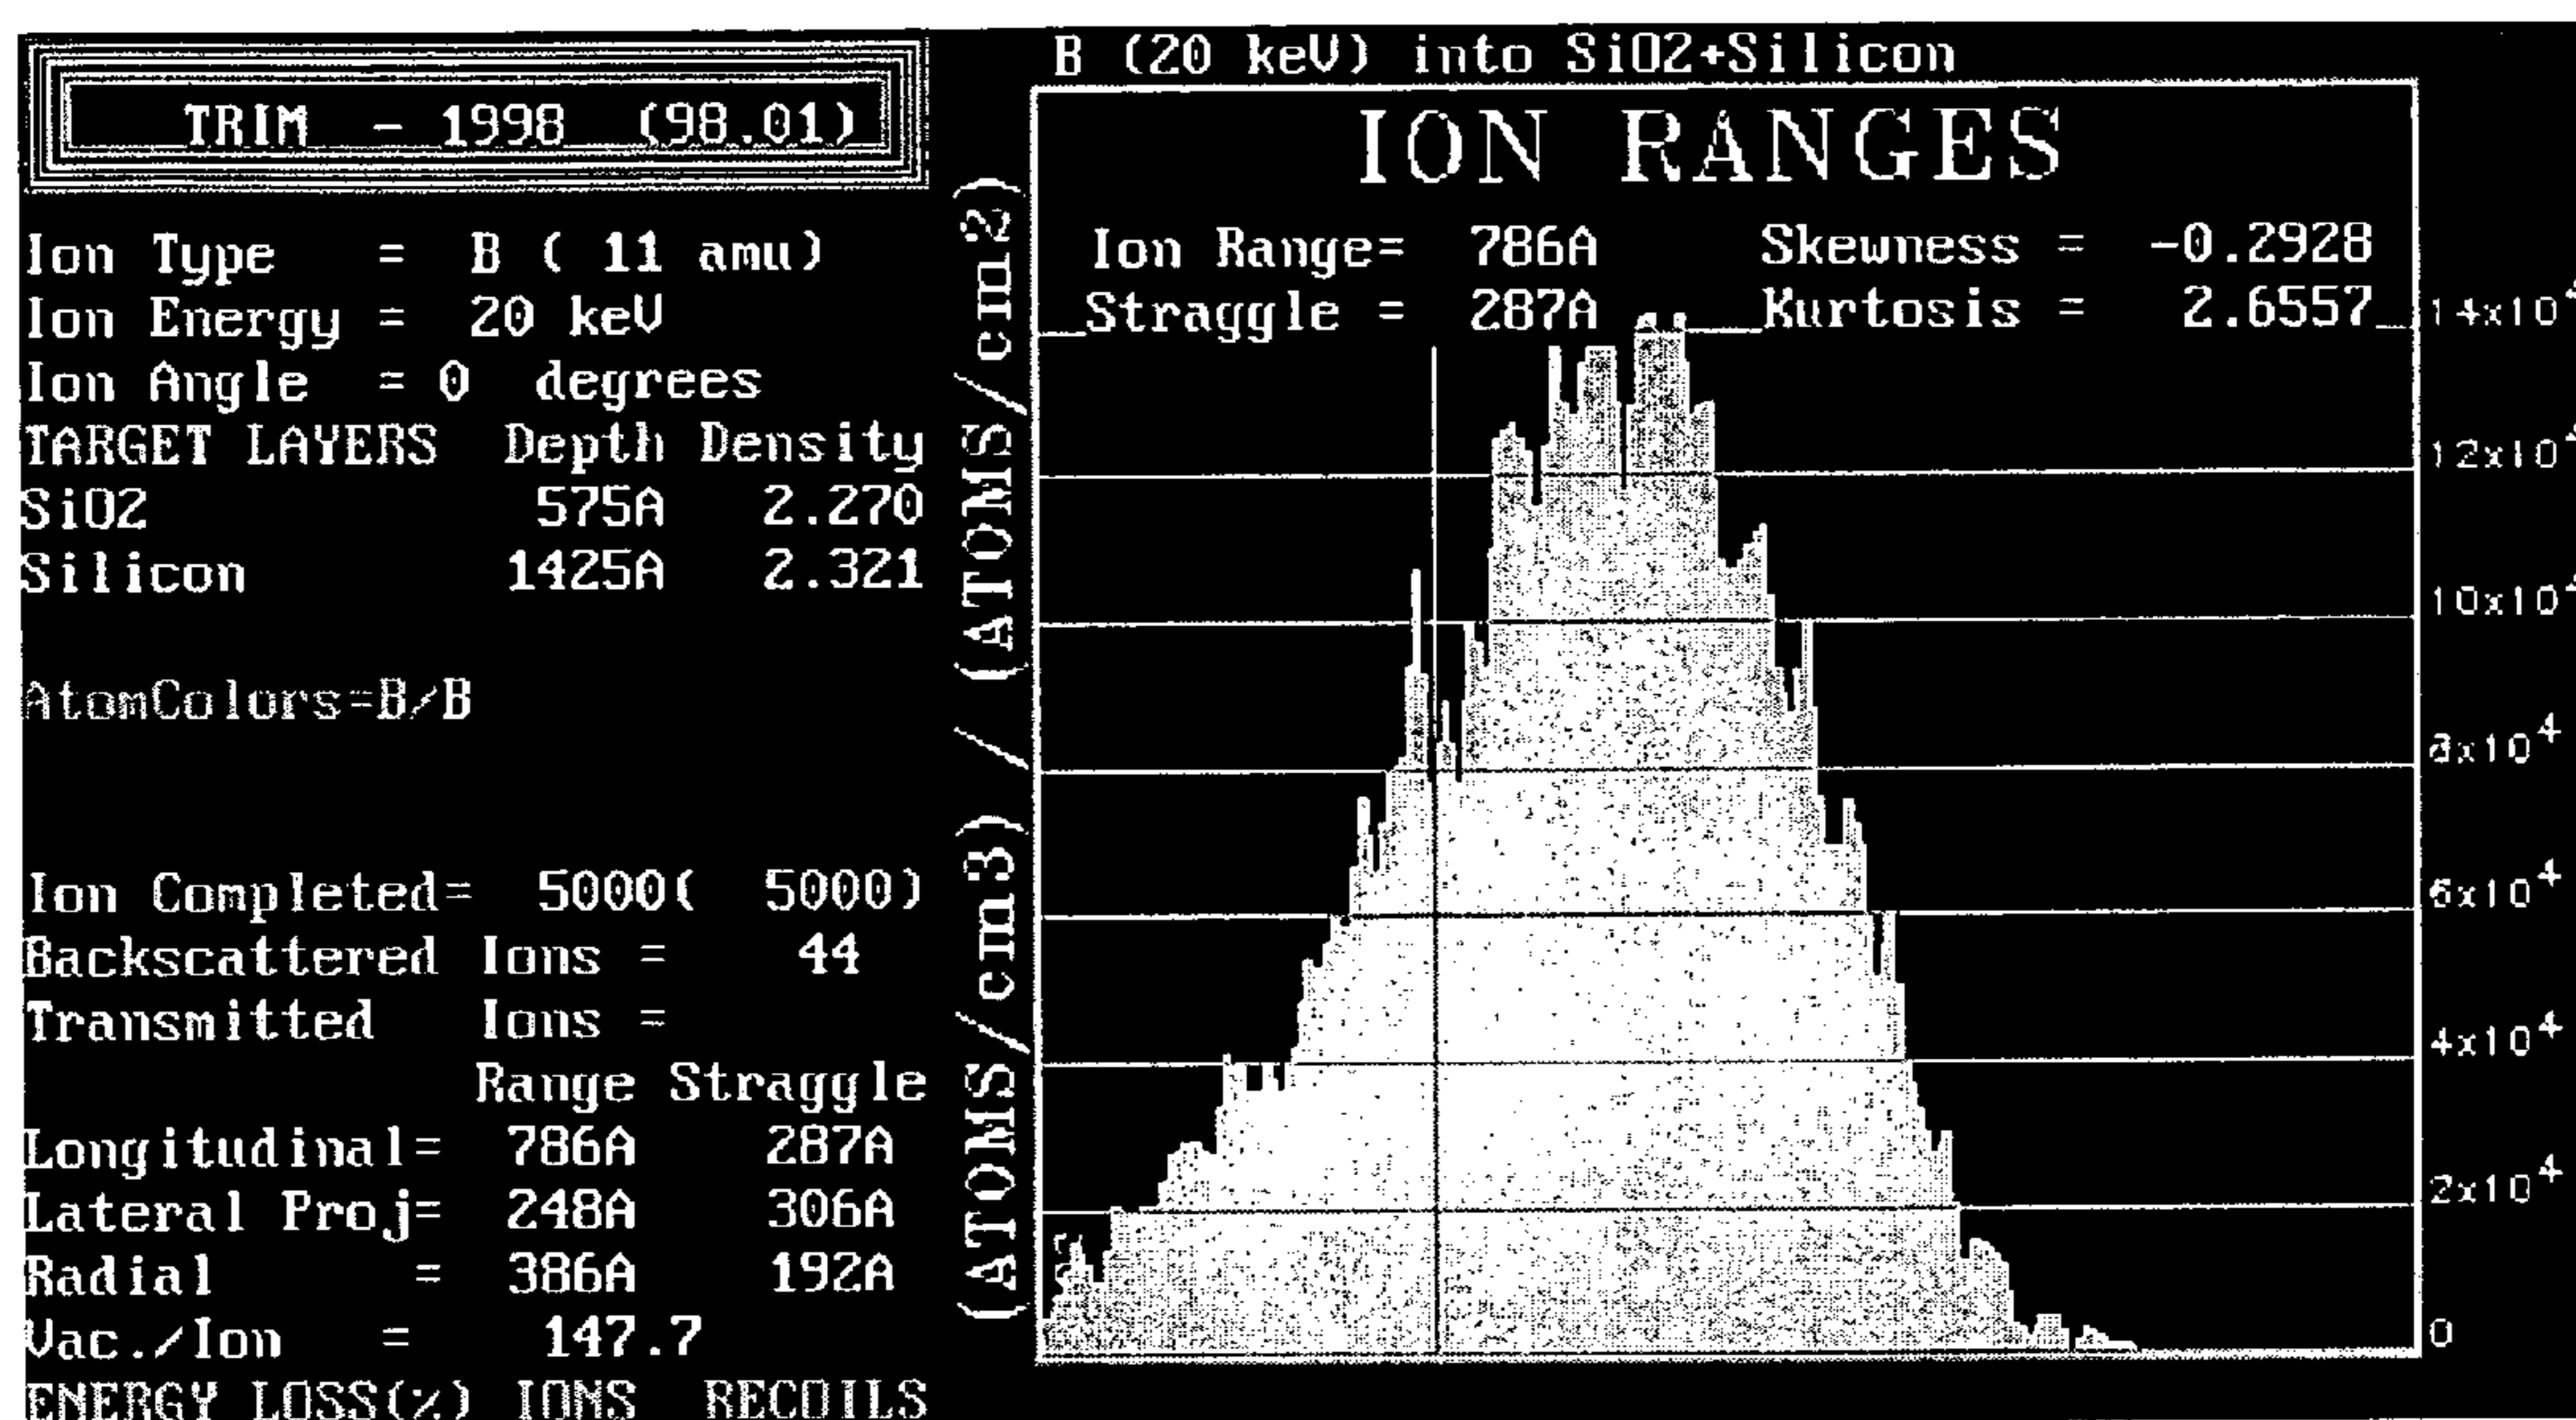 TRIM - 1998 (98.01)
Ion Type = B ( 11 amu)
Ion Energy = 20 keV
Ion Angle = 0 degrees
TARGET LAYERS Depth Density
SiO2 575A 2.270
Silicon 1425A 2.321
AtomColors=B/B
Ion Completed= 5000( 5000)
Backscattered Ions = 44
Transmitted Ions =
Range Straggle
Longitudinal= 786A 287A
Lateral Proj= 248A 306A
Radial = 386A 192A
Vac./Ion = 147.7
ENERGY LOSS(%) IONS RECOILS
B (20 keV) into SiO2+Silicon
ION RANGES
Ion Range= 786A Skewness = -0.2928
Straggle = 287A Kurtosis = 2.6557
(ATOMS/cm3) / (ATOMS/cm2)
14x10⁴
12x10⁴
10x10⁴
8x10⁴
6x10⁴
4x10⁴
2x10⁴
0